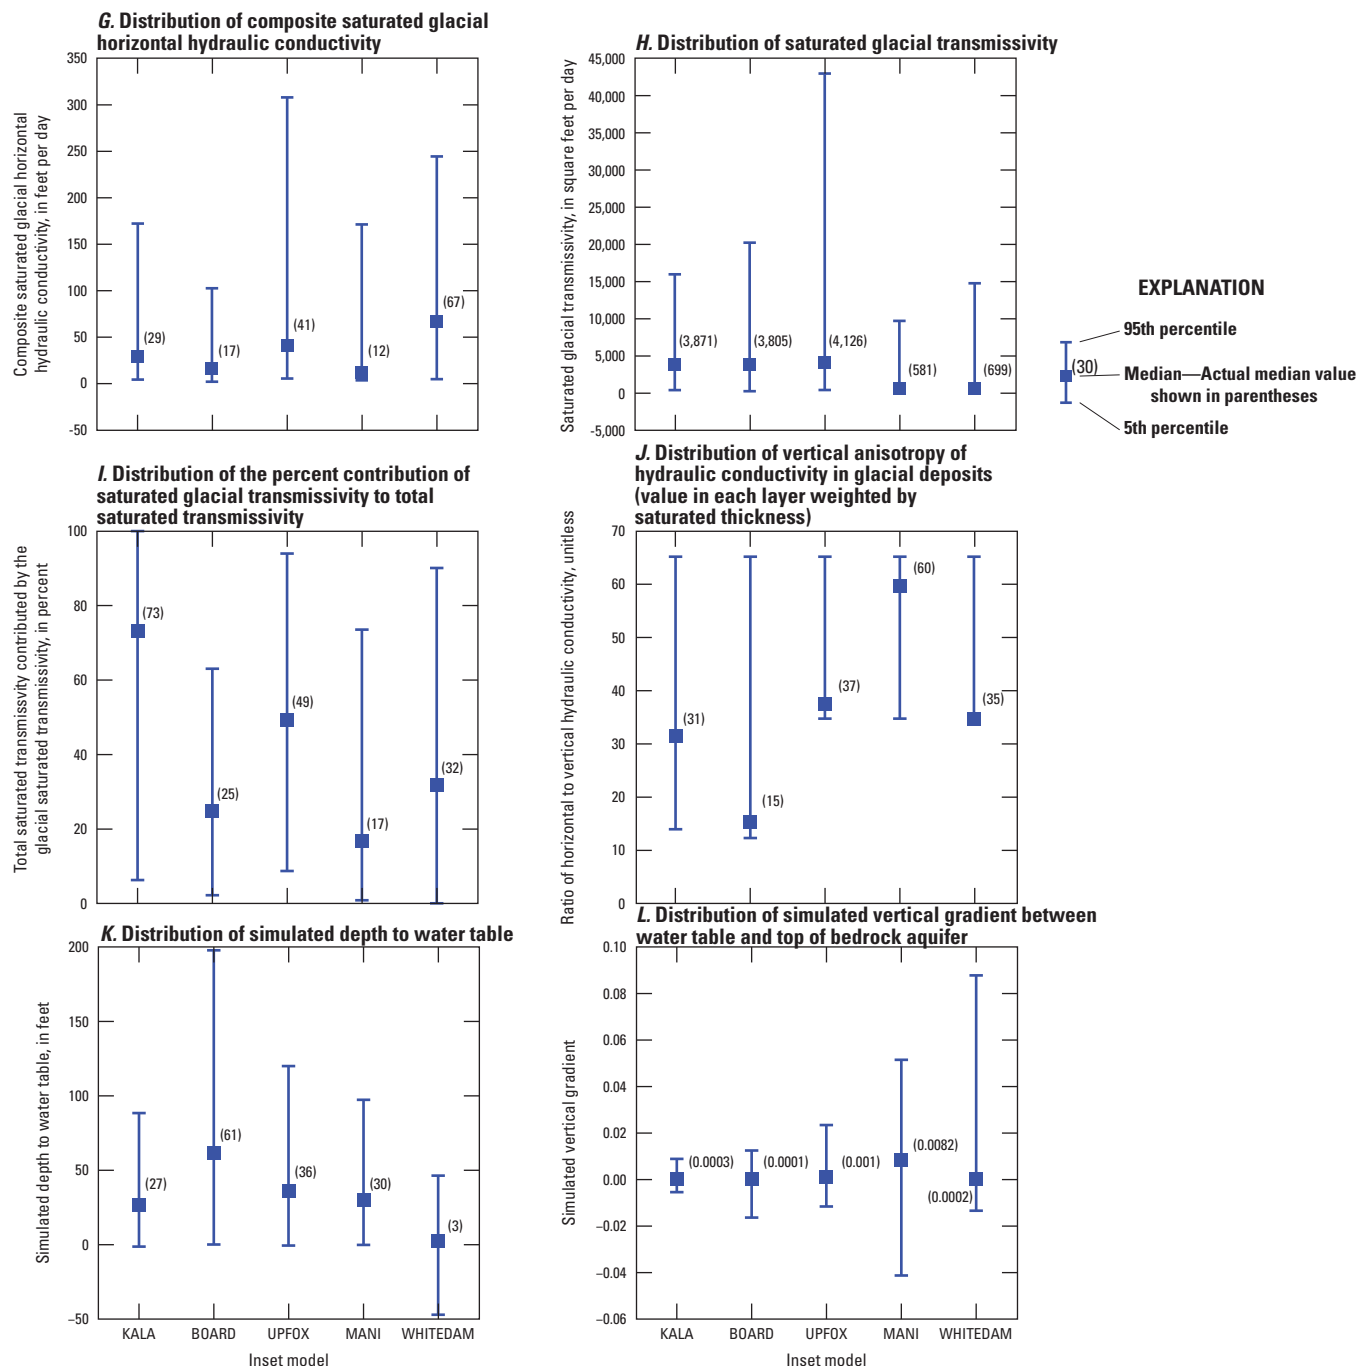 G. Distribution of composite saturated glacial
horizontal hydraulic conductivity
Composite saturated glacial horizontal
hydraulic conductivity, in feet per day
350
300
250
200
150
100
50
0
-50
(29)
(17)
(41)
(12)
(67)
H. Distribution of saturated glacial transmissivity
Saturated glacial transmissivity, in square feet per day
45,000
40,000
35,000
30,000
25,000
20,000
15,000
10,000
5,000
0
-5,000
(3,871)
(3,805)
(4,126)
(581)
(699)
EXPLANATION
95th percentile
(30)
Median—Actual median value
shown in parentheses
5th percentile
I. Distribution of the percent contribution of
saturated glacial transmissivity to total
saturated transmissivity
Total saturated transmissvity contributed by the
glacial saturated transmissivity, in percent
100
80
60
40
20
0
(73)
(25)
(49)
(17)
(32)
J. Distribution of vertical anisotropy of
hydraulic conductivity in glacial deposits
(value in each layer weighted by
saturated thickness)
Ratio of horizontal to vertical hydraulic conductivity, unitless
70
60
50
40
30
20
10
0
(31)
(15)
(37)
(60)
(35)
K. Distribution of simulated depth to water table
Simulated depth to water table, in feet
200
150
100
50
0
−50
(27)
(61)
(36)
(30)
(3)
KALA BOARD UPFOX MANI WHITEDAM
Inset model
L. Distribution of simulated vertical gradient between
water table and top of bedrock aquifer
Simulated vertical gradient
0.10
0.08
0.06
0.04
0.02
0.00
−0.02
−0.04
−0.06
(0.0003)
(0.0001)
(0.001)
(0.0082)
(0.0002)
KALA BOARD UPFOX MANI WHITEDAM
Inset model